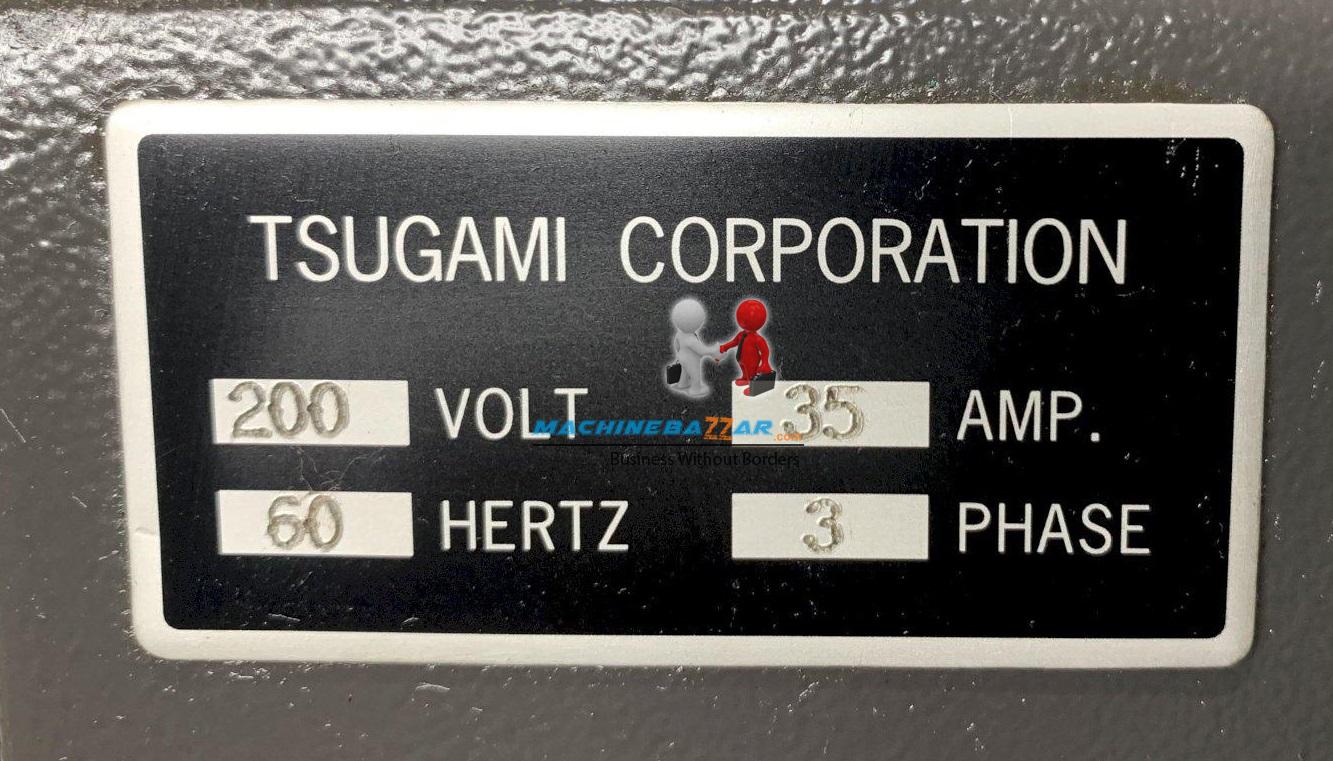 TSUGAMI CORPORATION
200 VOLT 35 AMP.
MACHINEBAZZAR.com
Business Without Borders
60 HERTZ 3 PHASE